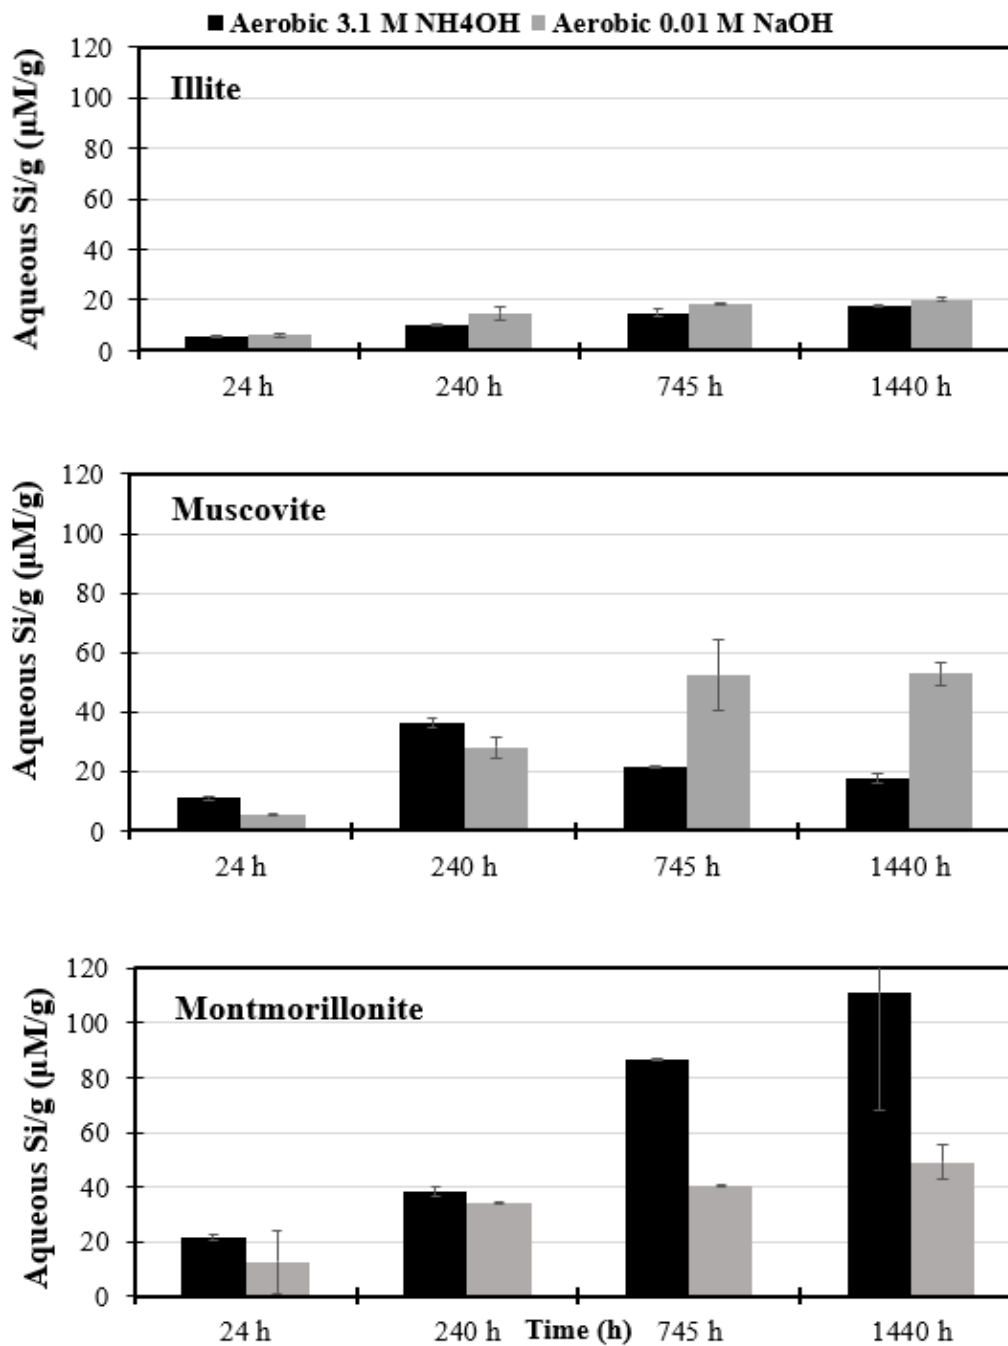 Aerobic 3.1 M NH4OH Aerobic 0.01 M NaOH
Aqueous Si/g (µM/g)
120
100
80
60
40
20
0
Illite
24 h 240 h 745 h 1440 h
Aqueous Si/g (µM/g)
120
100
80
60
40
20
0
Muscovite
24 h 240 h 745 h 1440 h
Aqueous Si/g (µM/g)
120
100
80
60
40
20
0
Montmorillonite
24 h 240 h Time (h) 745 h 1440 h